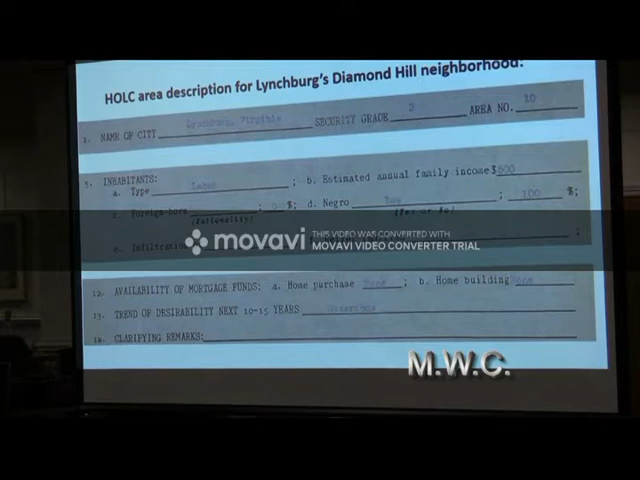 HOLC area description for Lynchburg's Diamond Hill neighborhood:
1. NAME OF CITY Lynchburg, Virginia SECURITY GRADE D AREA NO. 10
5. INHABITANTS:
a. Type Labor ; b. Estimated annual family income $600
c. Foreign-born ; 0 %; d. Negro Yes ; 100 %;
(Nationality) (Yes or No)
e. Infiltration
movavi THIS VIDEO WAS CONVERTED WITH
MOVAVI VIDEO CONVERTER TRIAL
12. AVAILABILITY OF MORTGAGE FUNDS: a. Home purchase None ; b. Home building None
13. TREND OF DESIRABILITY NEXT 10-15 YEARS
14. CLARIFYING REMARKS:
M.W.C.